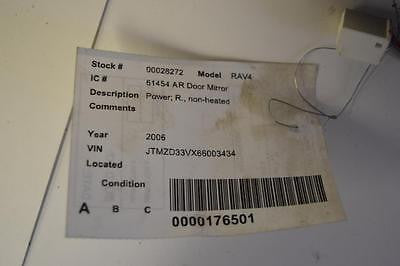 Stock # 00028272 Model RAV4
IC # 61454 AR Door Mirror
Description Power; R., non-heated
Comments
Year 2006
VIN JTMZD33VX66003434
Located
Condition
A B C
0000176501